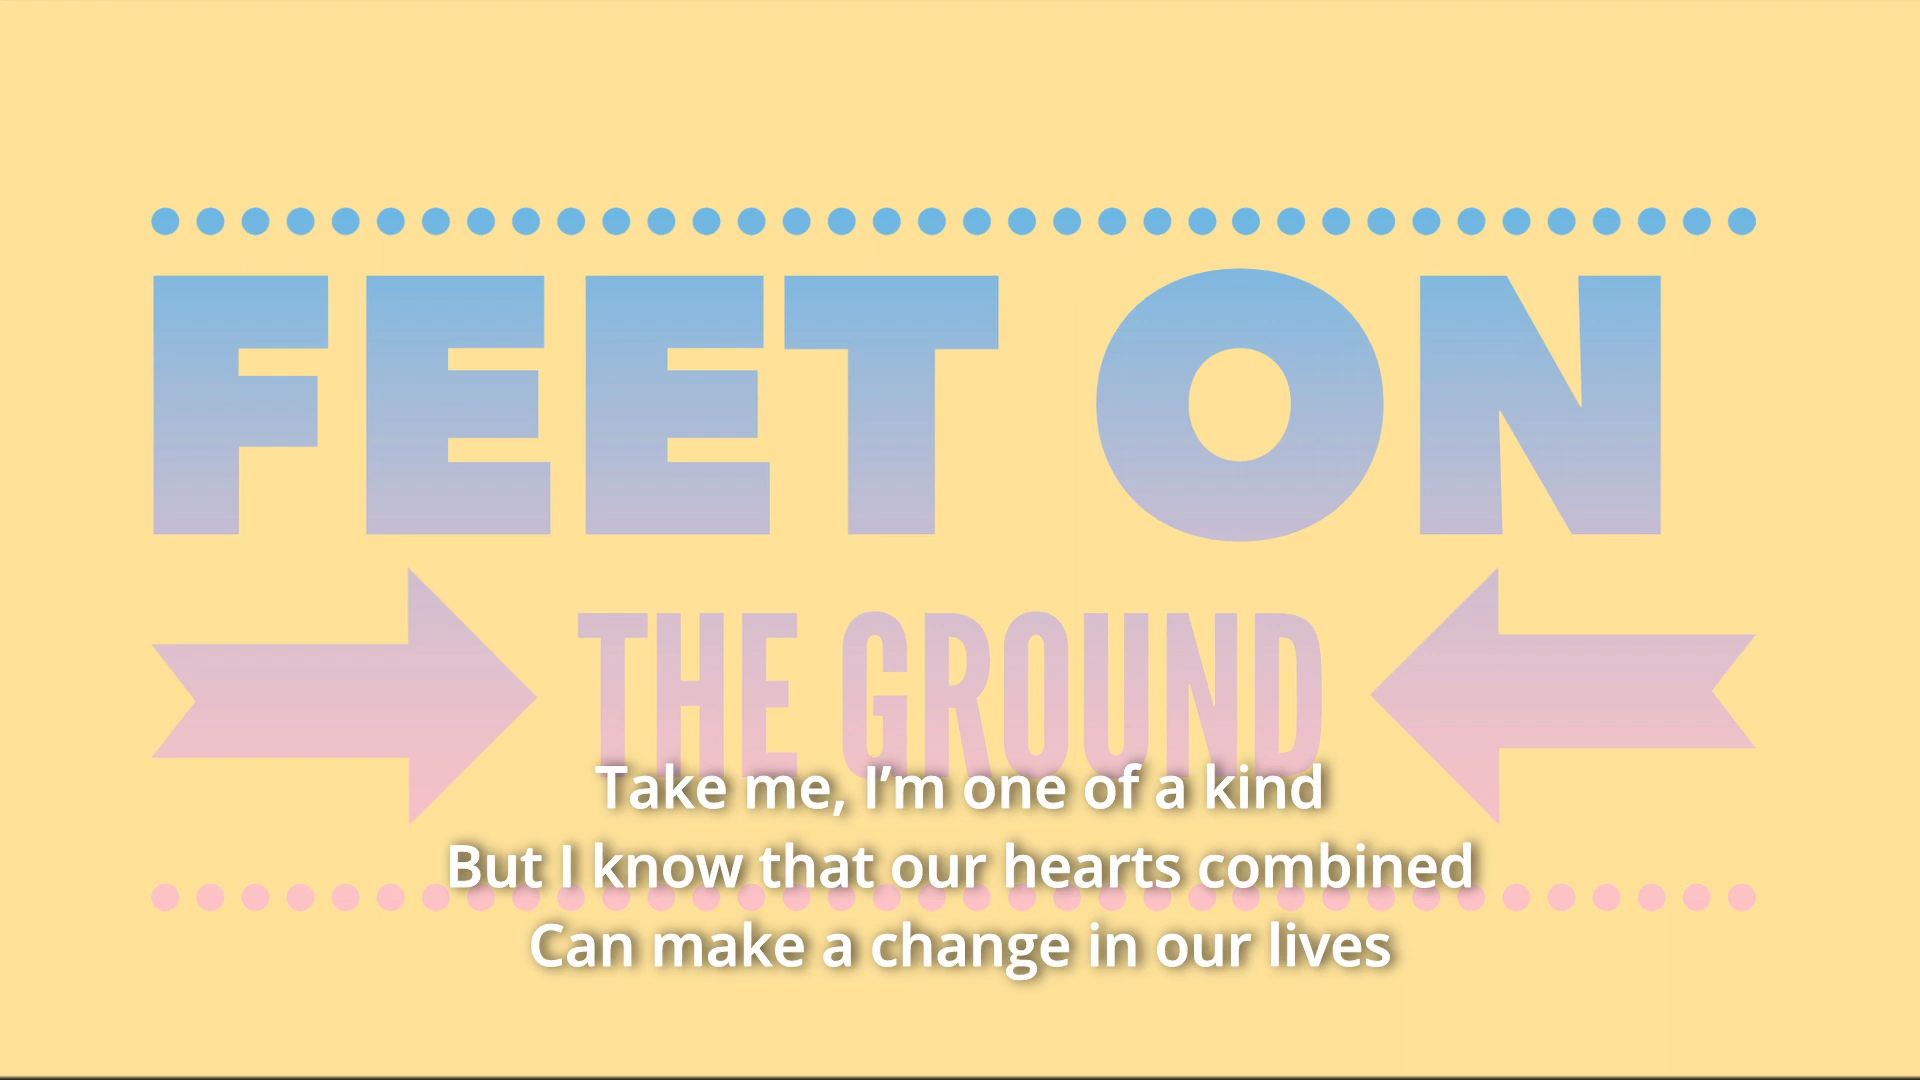 FEET ON
THE GROUND
Take me, I’m one of a kind
But I know that our hearts combined
Can make a change in our lives